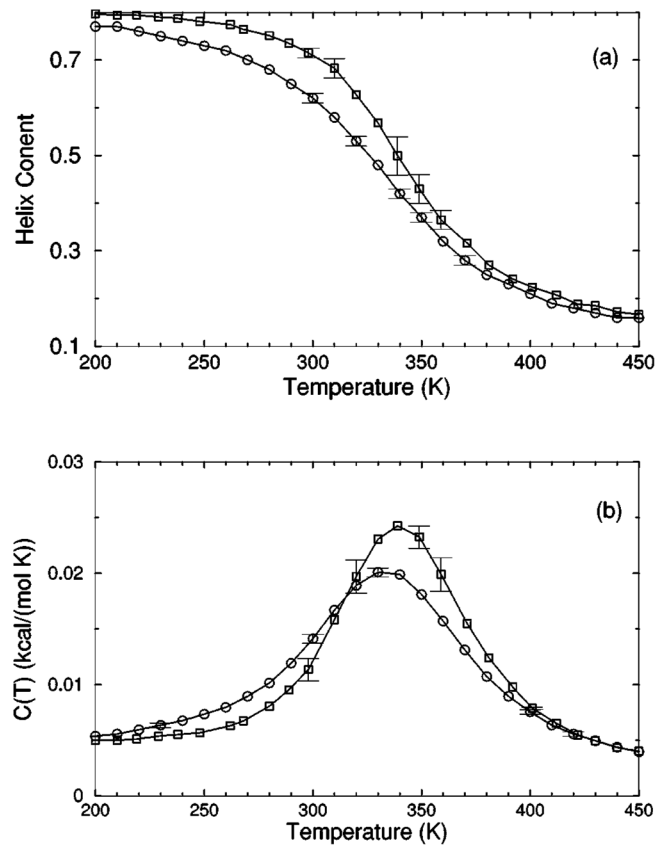 (a)
0.7
0.5
0.3
0.1
Helix Conent
200 250 300 350 400 450
Temperature (K)
(b)
0.03
0.02
0.01
0
C(T) (kcal/(mol K))
200 250 300 350 400 450
Temperature (K)